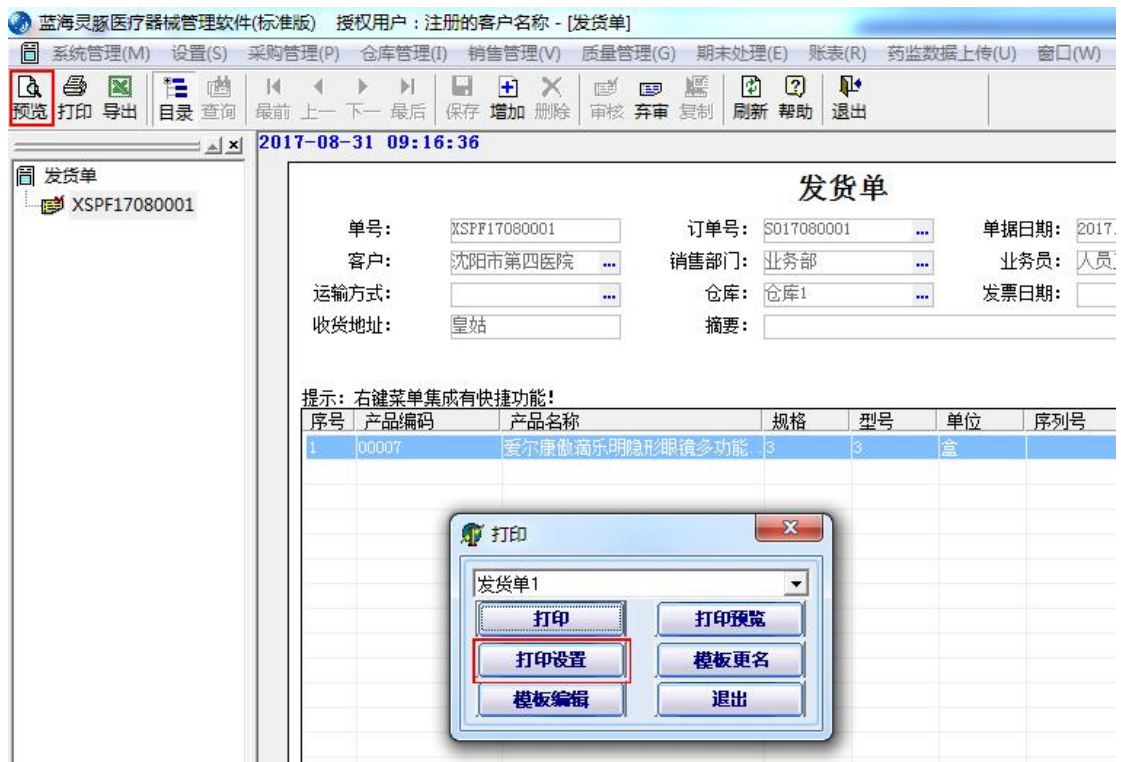 蓝海灵豚医疗器械管理软件(标准版) 授权用户：注册的客户名称 - [发货单]
系统管理(M) 设置(S) 采购管理(P) 仓库管理(I) 销售管理(V) 质量管理(G) 期末处理(E) 账表(R) 药监数据上传(U) 窗口(W)
预览 打印 导出 目录 查询 最前 上一 下一 最后 保存 增加 删除 审核 弃审 复制 刷新 帮助 退出
2017-08-31 09:16:36
发货单
XSPF17080001
发货单
单号： XSPF17080001 订单号： SO17080001 ... 单据日期： 2017.
客户： 沈阳市第四医院 ... 销售部门： 业务部 ... 业务员： 人员
运输方式： ... 仓库： 仓库1 ... 发票日期：
收货地址： 皇姑 摘要：
提示：右键菜单集成有快捷功能！
序号 产品编码 产品名称 规格 型号 单位 序列号
1 00007 爱尔康傲滴乐明隐形眼镜多功能.. 3 3 盒
打印
发货单1
打印 打印预览
打印设置 模板更名
模板编辑 退出